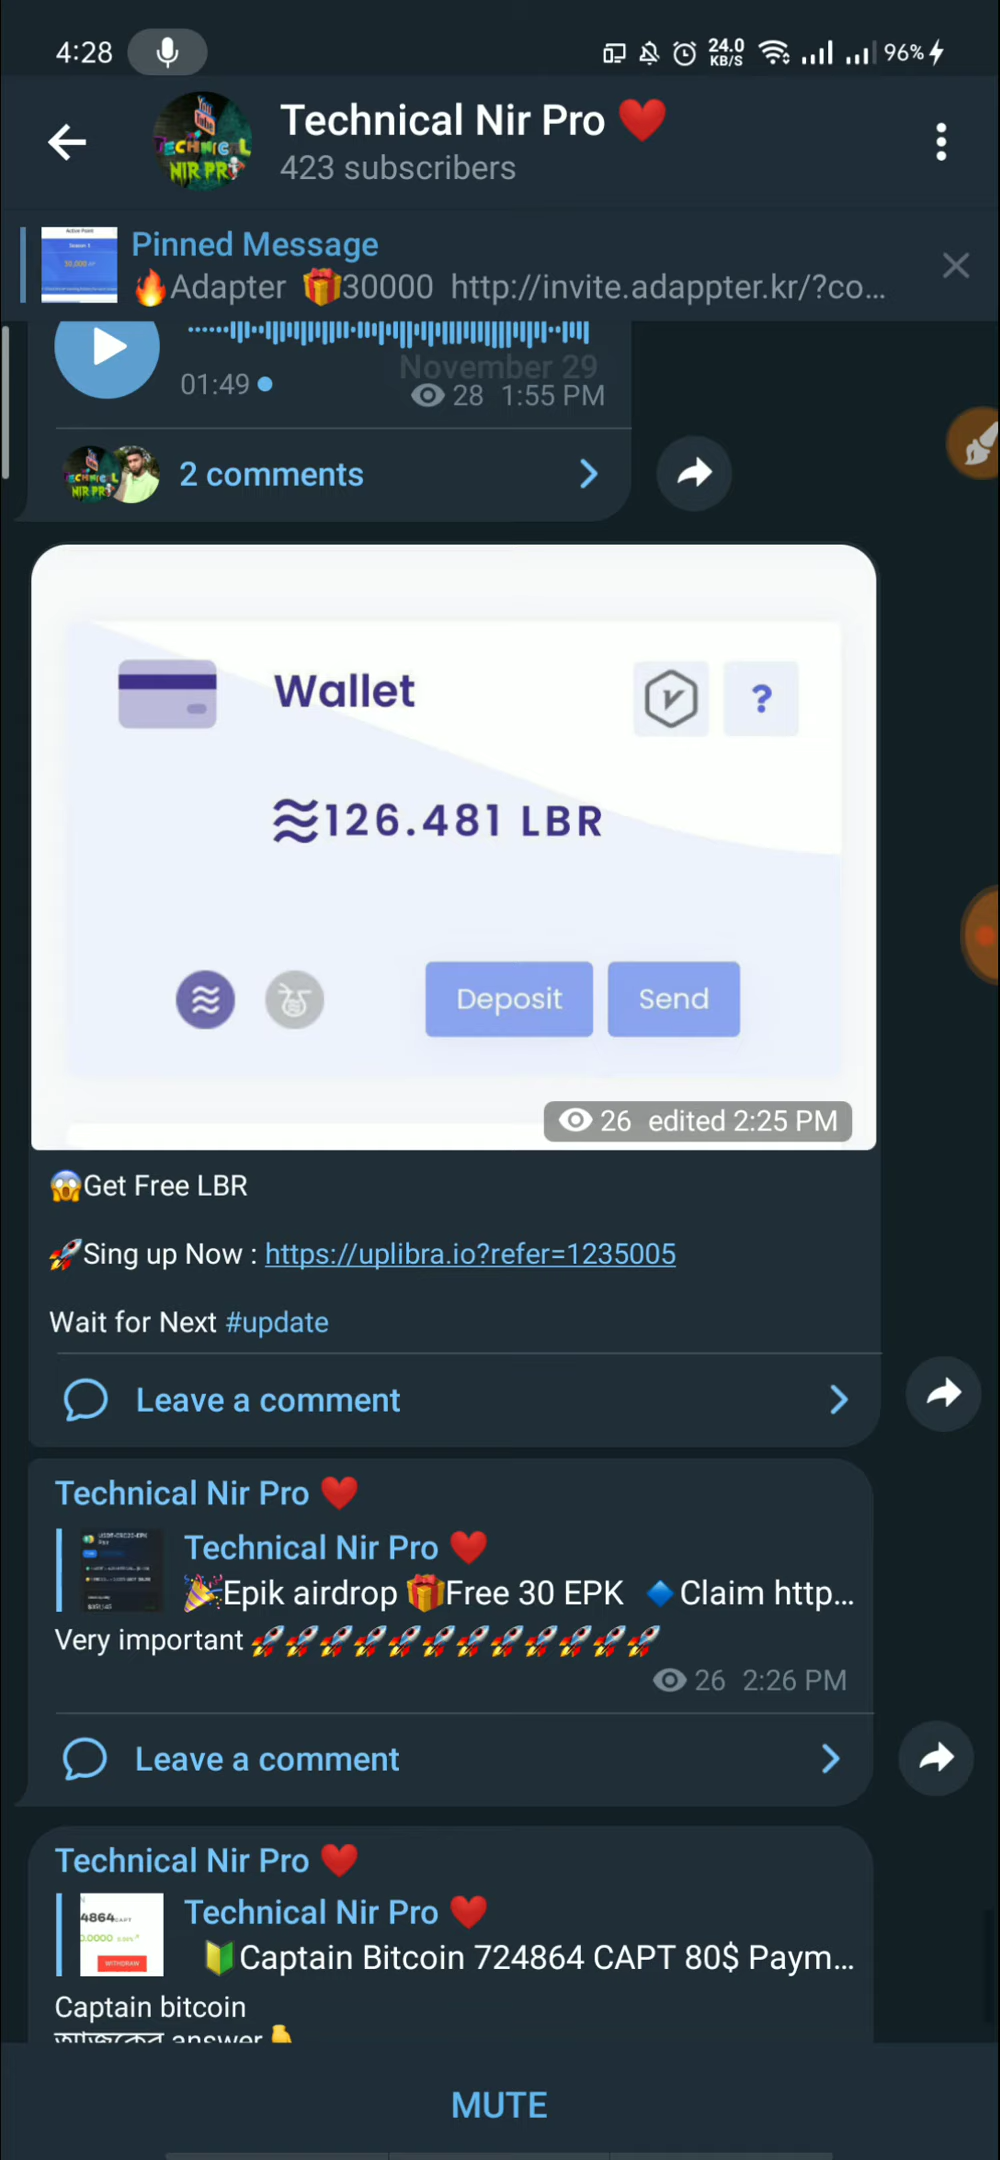 4:28
24.0 KB/S
96%
Technical Nir Pro ❤️
423 subscribers
Pinned Message
🔥Adapter 🎁30000 http://invite.adappter.kr/?co...
November 29
01:49
28 1:55 PM
2 comments
Wallet
?
≋126.481 LBR
Deposit
Send
26 edited 2:25 PM
😱Get Free LBR
🚀Sing up Now : https://uplibra.io?refer=1235005
Wait for Next #update
Leave a comment
Technical Nir Pro ❤️
Technical Nir Pro ❤️
🎉Epik airdrop 🎁Free 30 EPK 🔷Claim http...
Very important 🚀🚀🚀🚀🚀🚀🚀🚀🚀🚀🚀🚀
26 2:26 PM
Leave a comment
Technical Nir Pro ❤️
Technical Nir Pro ❤️
🔰Captain Bitcoin 724864 CAPT 80$ Paym...
Captain bitcoin
আজকের answer👇
MUTE